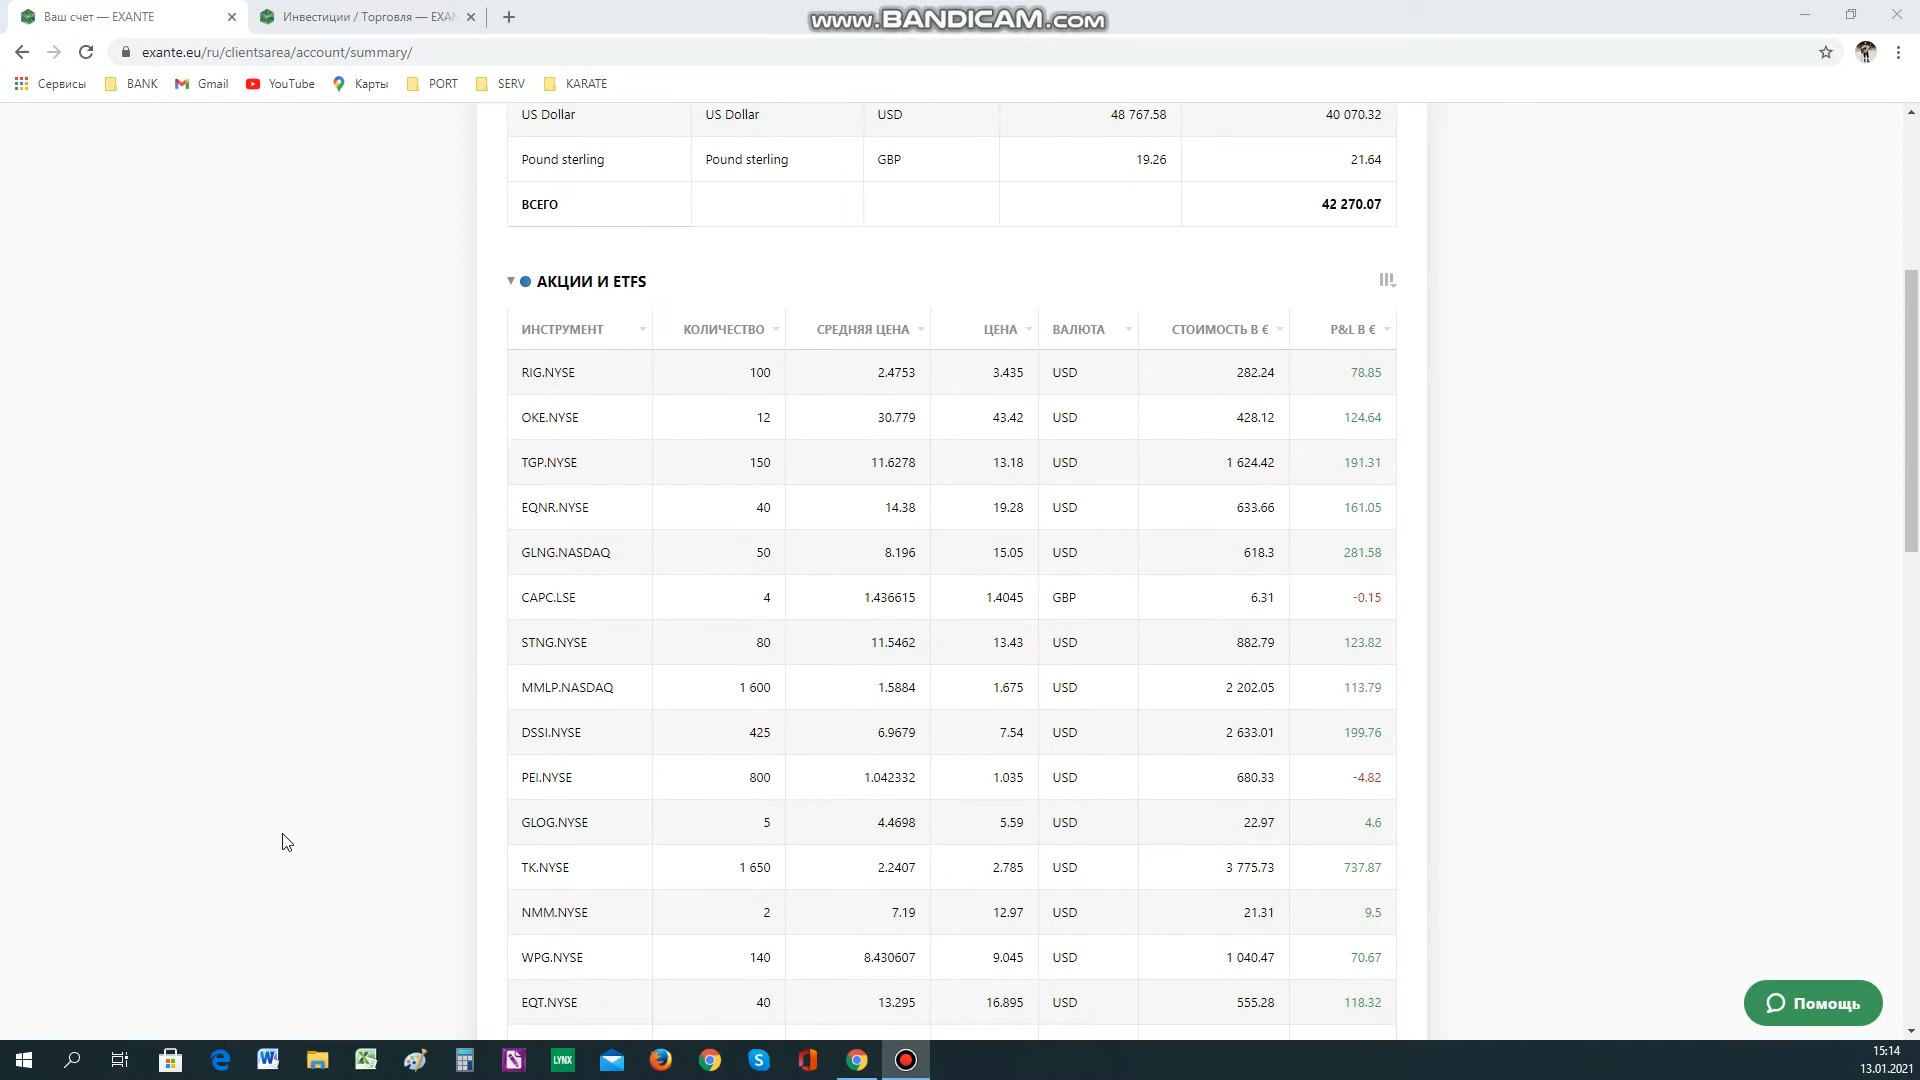 Ваш счет — EXANTE
Инвестиции / Торговля — EXAN
www.BANDICAM.com
exante.eu/ru/clientsarea/account/summary/
Сервисы BANK Gmail YouTube Карты PORT SERV KARATE
US Dollar US Dollar USD 48 767.58 40 070.32
Pound sterling Pound sterling GBP 19.26 21.64
ВСЕГО 42 270.07
АКЦИИ И ETFS
ИНСТРУМЕНТ КОЛИЧЕСТВО СРЕДНЯЯ ЦЕНА ЦЕНА ВАЛЮТА СТОИМОСТЬ В € P&L В €
RIG.NYSE 100 2.4753 3.435 USD 282.24 78.85
OKE.NYSE 12 30.779 43.42 USD 428.12 124.64
TGP.NYSE 150 11.6278 13.18 USD 1 624.42 191.31
EQNR.NYSE 40 14.38 19.28 USD 633.66 161.05
GLNG.NASDAQ 50 8.196 15.05 USD 618.3 281.58
CAPC.LSE 4 1.436615 1.4045 GBP 6.31 -0.15
STNG.NYSE 80 11.5462 13.43 USD 882.79 123.82
MMLP.NASDAQ 1 600 1.5884 1.675 USD 2 202.05 113.79
DSSI.NYSE 425 6.9679 7.54 USD 2 633.01 199.76
PEI.NYSE 800 1.042332 1.035 USD 680.33 -4.82
GLOG.NYSE 5 4.4698 5.59 USD 22.97 4.6
TK.NYSE 1 650 2.2407 2.785 USD 3 775.73 737.87
NMM.NYSE 2 7.19 12.97 USD 21.31 9.5
WPG.NYSE 140 8.430607 9.045 USD 1 040.47 70.67
EQT.NYSE 40 13.295 16.895 USD 555.28 118.32
Помощь
LYNX
15:14
13.01.2021